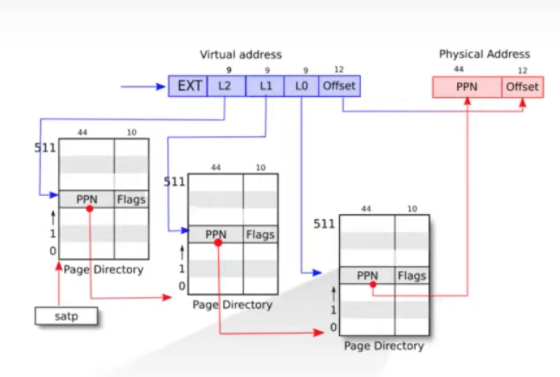 Virtual address
Physical Address
9 9 9 12
44 12
EXT L2 L1 L0 Offset
PPN Offset
44 10
511
PPN Flags
1
0
Page Directory
satp
44 10
511
PPN Flags
1
0
Page Directory
44 10
511
PPN Flags
1
0
Page Directory